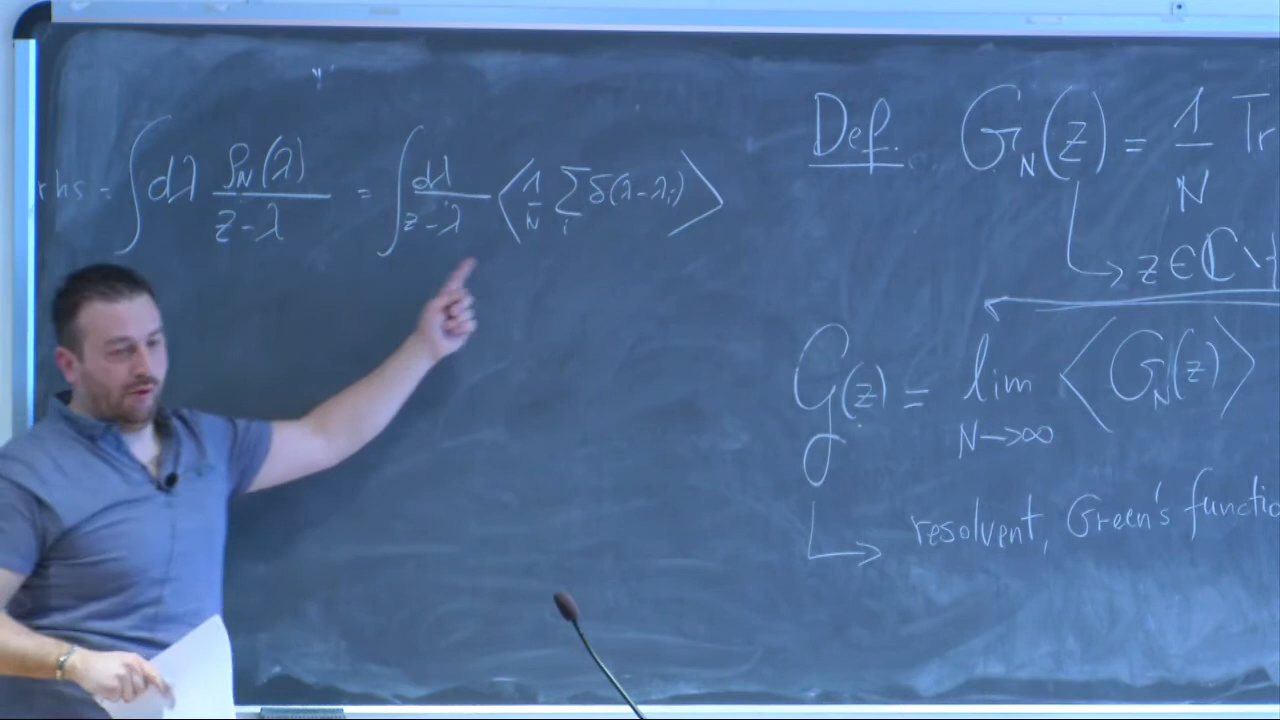 rhs = ∫ dλ ρ_N(λ) / (z-λ) = ∫ dλ / (z-λ) ⟨ 1/N ∑_i δ(λ-λ_i) ⟩
Def. G_N(z) = 1/N Tr
↳ z ∈ ℂ \ {
G(z) = lim_{N→∞} ⟨ G_N(z) ⟩
↳ resolvent, Green's functio